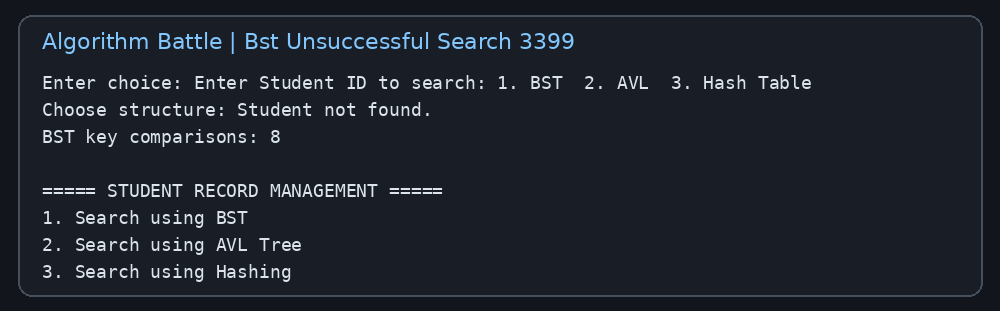 Algorithm Battle | Bst Unsuccessful Search 3399
Enter choice: Enter Student ID to search: 1. BST  2. AVL  3. Hash Table
Choose structure: Student not found.
BST key comparisons: 8
===== STUDENT RECORD MANAGEMENT =====
1. Search using BST
2. Search using AVL Tree
3. Search using Hashing